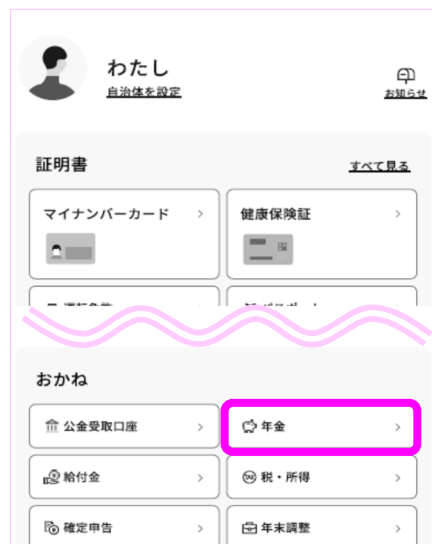 わたし
自治体を設定
お知らせ
証明書
すべて見る
マイナンバーカード
健康保険証
おかね
公金受取口座
年金
給付金
税・所得
確定申告
年末調整